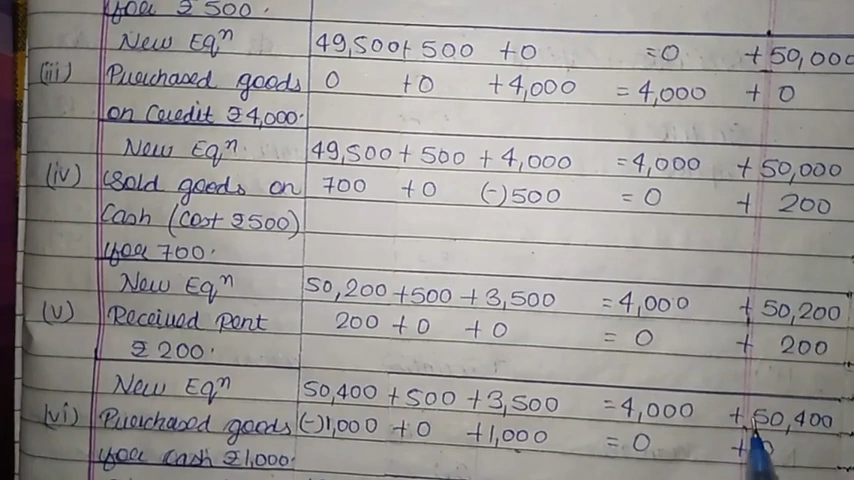 for ₹500.
New Eqⁿ 49,500 + 500 + 0 = 0 + 50,000
(iii) Purchased goods 0 + 0 + 4,000 = 4,000 + 0
on Credit ₹4,000.
New Eqⁿ. 49,500 + 500 + 4,000 = 4,000 + 50,000
(iv) Sold goods on 700 + 0 (-)500 = 0 + 200
Cash (Cost ₹500)
for 700.
New Eqⁿ 50,200 + 500 + 3,500 = 4,000 + 50,200
(v) Received rent 200 + 0 + 0 = 0 + 200
₹200.
New Eqⁿ 50,400 + 500 + 3,500 = 4,000 + 50,400
(vi) Purchased goods (-)1,000 + 0 + 1,000 = 0 + 0
for cash ₹1,000.